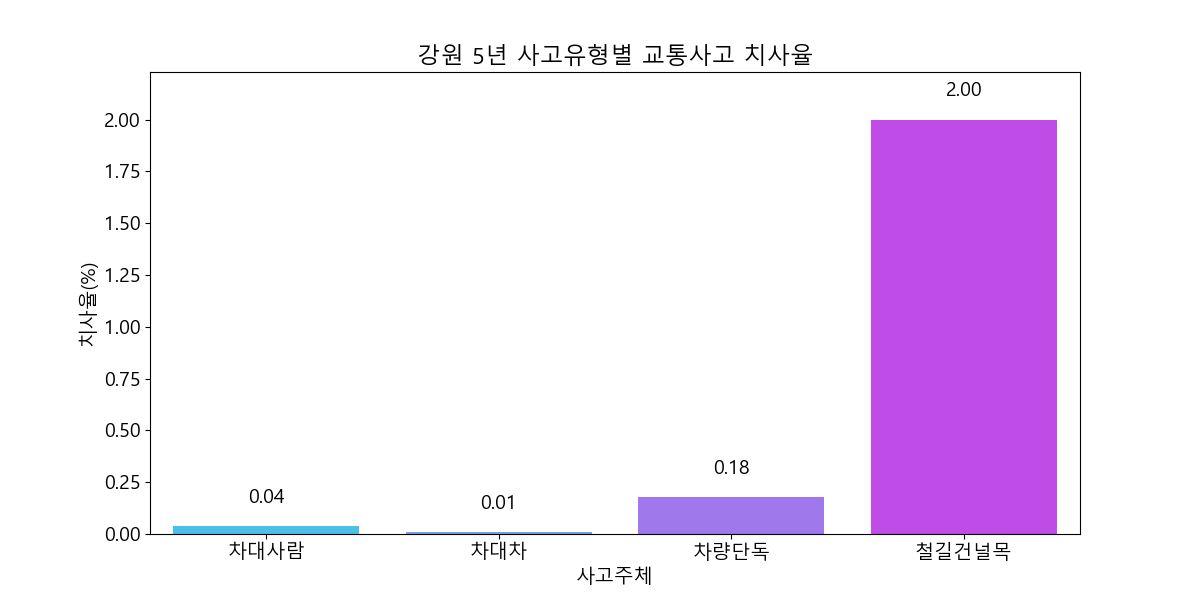 강원 5년 사고유형별 교통사고 치사율
2.00
2.00
1.75
1.50
1.25
1.00
0.75
0.50
0.25
0.00
치사율(%)
0.04
0.01
0.18
차대사람
차대차
차량단독
철길건널목
사고주체